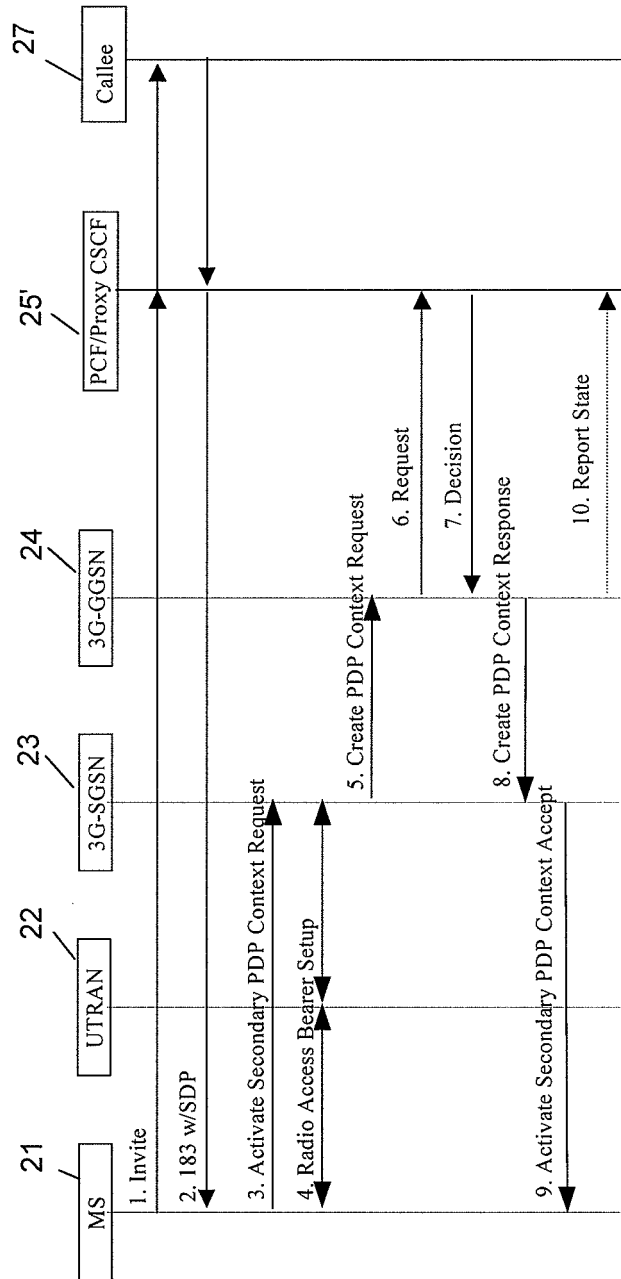 21
22
23
24
25'
27
MS
UTRAN
3G-SGSN
3G-GGSN
PCF/Proxy CSCF
Callee
1. Invite
2. 183 w/SDP
3. Activate Secondary PDP Context Request
4. Radio Access Bearer Setup
5. Create PDP Context Request
6. Request
7. Decision
8. Create PDP Context Response
9. Activate Secondary PDP Context Accept
10. Report State